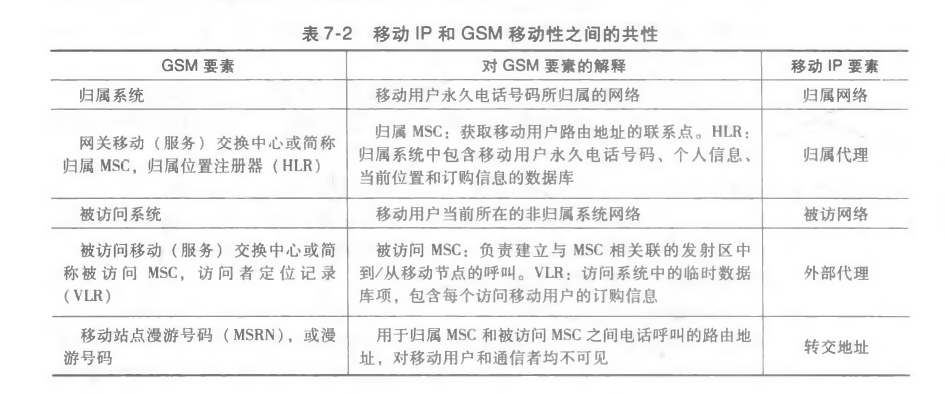 表7-2 移动 IP 和 GSM 移动性之间的共性
GSM 要素 对 GSM 要素的解释 移动 IP 要素
归属系统 移动用户永久电话号码所归属的网络 归属网络
网关移动（服务）交换中心或简称
归属 MSC，归属位置注册器（HLR）
归属 MSC：获取移动用户路由地址的联系点。HLR：
归属系统中包含移动用户永久电话号码、个人信息、
当前位置和订购信息的数据库
归属代理
被访问系统 移动用户当前所在的非归属系统网络 被访网络
被访问移动（服务）交换中心或简
称被访问 MSC，访问者定位记录
（VLR）
被访问 MSC：负责建立与 MSC 相关联的发射区中
到/从移动节点的呼叫。VLR：访问系统中的临时数据
库项，包含每个访问移动用户的订购信息
外部代理
移动站点漫游号码（MSRN），或漫
游号码
用于归属 MSC 和被访问 MSC 之间电话呼叫的路由地
址，对移动用户和通信者均不可见
转交地址